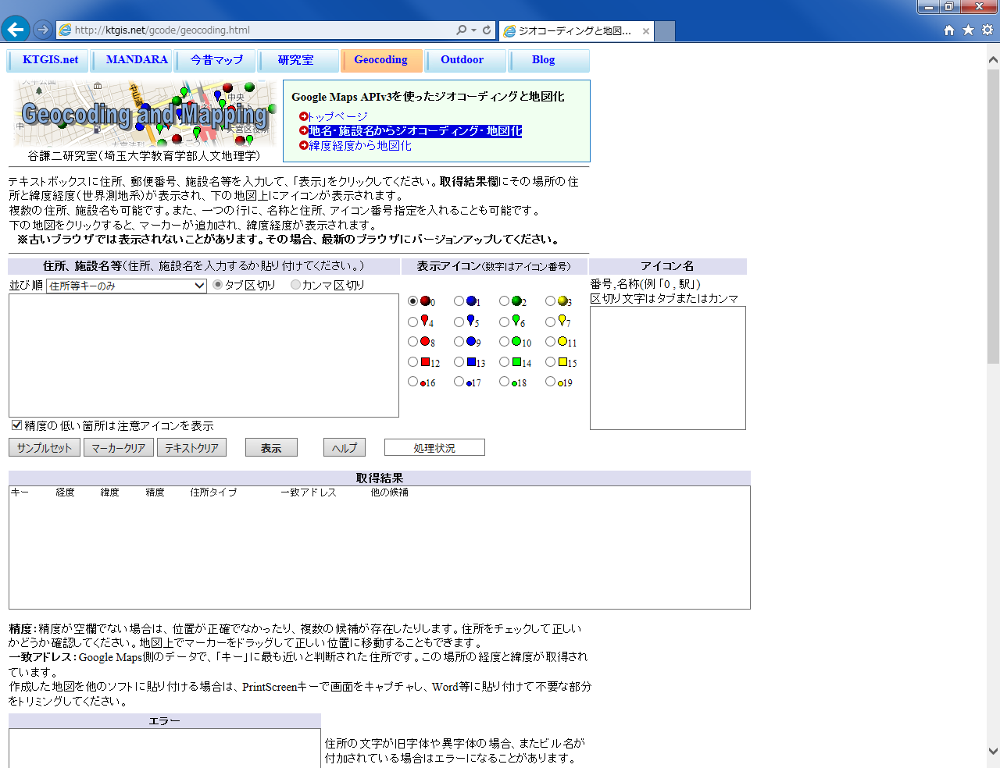 http://ktgis.net/gcode/geocoding.html
ジオコーディングと地図...
KTGIS.net
MANDARA
今昔マップ
研究室
Geocoding
Outdoor
Blog
Geocoding and Mapping
谷謙二研究室(埼玉大学教育学部人文地理学)
Google Maps APIv3を使ったジオコーディングと地図化
トップページ
地名・施設名からジオコーディング・地図化
緯度経度から地図化
テキストボックスに住所、郵便番号、施設名等を入力して、「表示」をクリックしてください。取得結果欄にその場所の住
所と緯度経度(世界測地系)が表示され、下の地図上にアイコンが表示されます。
複数の住所、施設名も可能です。また、一つの行に、名称と住所、アイコン番号指定を入れることも可能です。
下の地図をクリックすると、マーカーが追加され、緯度経度が表示されます。
※古いブラウザでは表示されないことがあります。その場合、最新のブラウザにバージョンアップしてください。
住所、施設名等(住所、施設名を入力するか貼り付けてください。)
表示アイコン(数字はアイコン番号)
アイコン名
並び順 住所等キーのみ タブ区切り カンマ区切り
番号,名称(例「0 , 駅」)
区切り文字はタブまたはカンマ
0 1 2 3
4 5 6 7
8 9 10 11
12 13 14 15
16 17 18 19
精度の低い箇所は注意アイコンを表示
サンプルセット マーカークリア テキストクリア 表示 ヘルプ 処理状況
取得結果
キー 経度 緯度 精度 住所タイプ 一致アドレス 他の候補
精度:精度が空欄でない場合は、位置が正確でなかったり、複数の候補が存在したりします。住所をチェックして正しい
かどうか確認してください。地図上でマーカーをドラッグして正しい位置に移動することもできます。
一致アドレス:Google Maps側のデータで、「キー」に最も近いと判断された住所です。この場所の経度と緯度が取得され
ています。
作成した地図を他のソフトに貼り付ける場合は、PrintScreenキーで画面をキャプチャし、Word等に貼り付けて不要な部分
をトリミングしてください。
エラー
住所の文字が旧字体や異字体の場合、またビル名が
付加されている場合はエラーになることがあります。